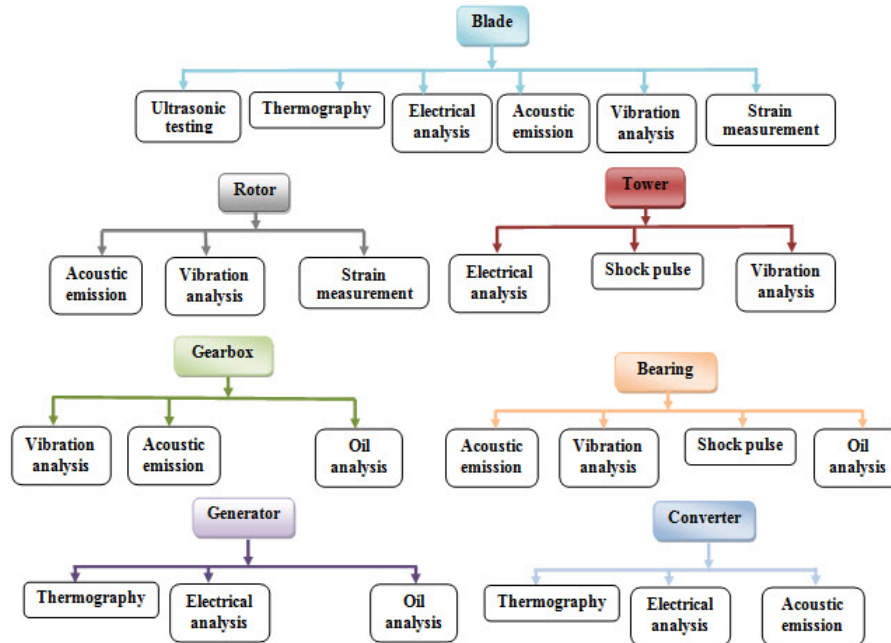 Blade
Ultrasonic
testing
Thermography
Electrical
analysis
Acoustic
emission
Vibration
analysis
Strain
measurement
Rotor
Acoustic
emission
Vibration
analysis
Strain
measurement
Tower
Electrical
analysis
Shock pulse
Vibration
analysis
Gearbox
Vibration
analysis
Acoustic
emission
Oil
analysis
Bearing
Acoustic
emission
Vibration
analysis
Shock pulse
Oil
analysis
Generator
Thermography
Electrical
analysis
Oil
analysis
Converter
Thermography
Electrical
analysis
Acoustic
emission